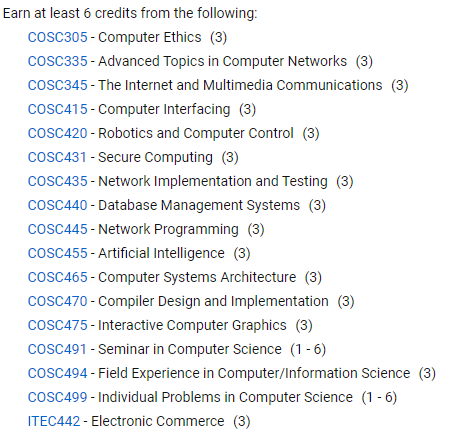 Earn at least 6 credits from the following:
COSC305 - Computer Ethics (3)
COSC335 - Advanced Topics in Computer Networks (3)
COSC345 - The Internet and Multimedia Communications (3)
COSC415 - Computer Interfacing (3)
COSC420 - Robotics and Computer Control (3)
COSC431 - Secure Computing (3)
COSC435 - Network Implementation and Testing (3)
COSC440 - Database Management Systems (3)
COSC445 - Network Programming (3)
COSC455 - Artificial Intelligence (3)
COSC465 - Computer Systems Architecture (3)
COSC470 - Compiler Design and Implementation (3)
COSC475 - Interactive Computer Graphics (3)
COSC491 - Seminar in Computer Science (1 - 6)
COSC494 - Field Experience in Computer/Information Science (3)
COSC499 - Individual Problems in Computer Science (1 - 6)
ITEC442 - Electronic Commerce (3)